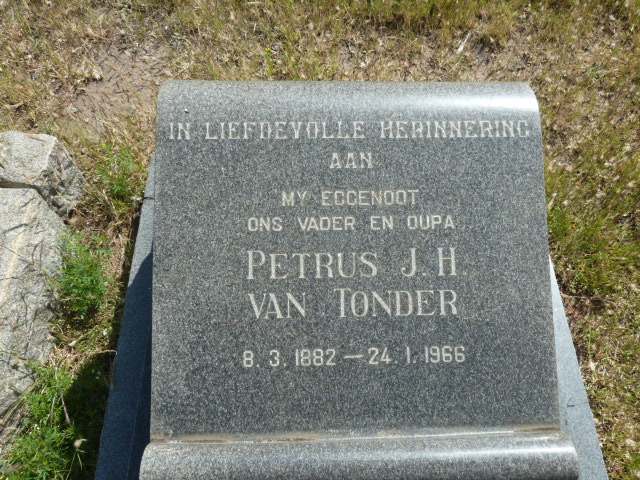 IN LIEFDEVOLLE HERINNERING
AAN
MY EGGENOOT
ONS VADER EN OUPA
PETRUS J. H.
VAN TONDER
8. 3. 1882 — 24. 1. 1966